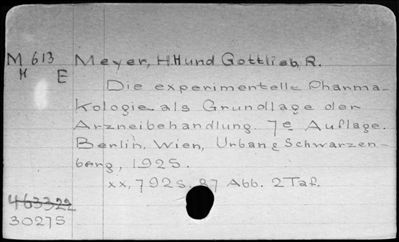 M 613 Meyer, H.H und Gottlieb, R.
H E
Die experimentelle Pharma-
kologie als Grundlage der
Arzneibehandlung. 7e Auflage.
Berlin. Wien, Urban & Schwarzen-
berg, 1925.
xx, 792s. 87 Abb. 2 Taf.
463322
30275